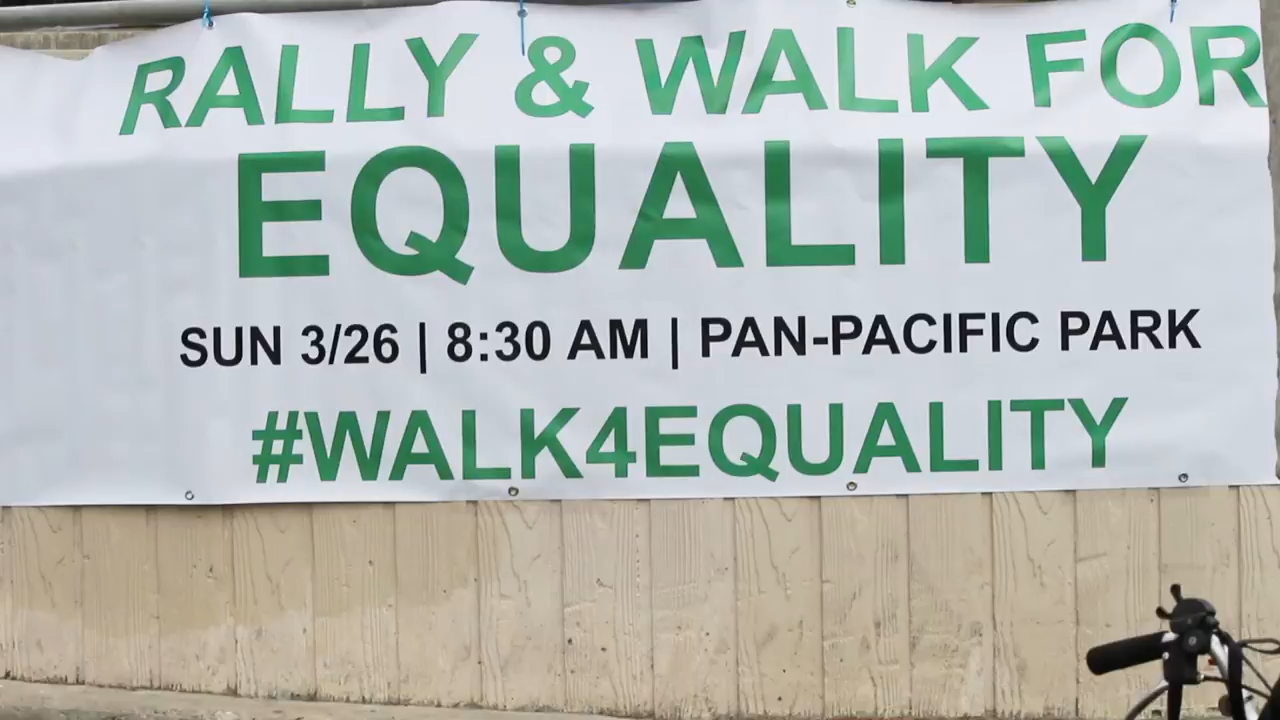 RALLY & WALK FOR
EQUALITY
SUN 3/26 | 8:30 AM | PAN-PACIFIC PARK
#WALK4EQUALITY